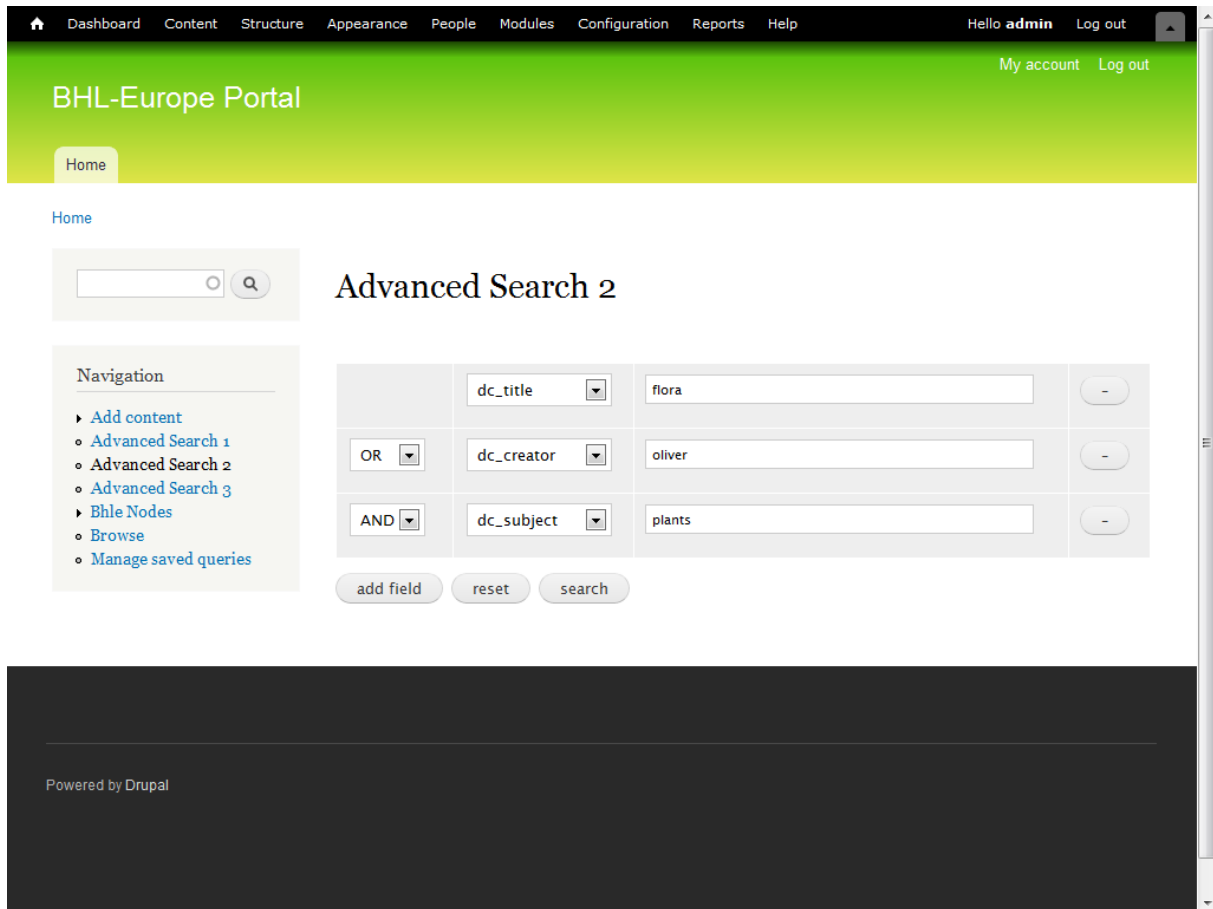 Dashboard Content Structure Appearance People Modules Configuration Reports Help Hello admin Log out
My account Log out
BHL-Europe Portal
Home
Home
Advanced Search 2
Navigation
Add content
Advanced Search 1
Advanced Search 2
Advanced Search 3
Bhle Nodes
Browse
Manage saved queries
dc_title flora -
OR dc_creator oliver -
AND dc_subject plants -
add field reset search
Powered by Drupal